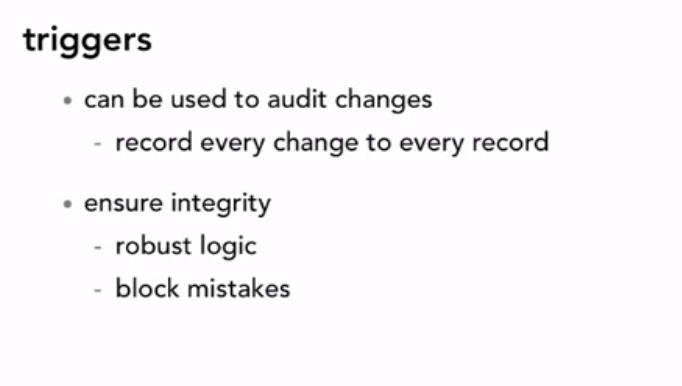 triggers
• can be used to audit changes
- record every change to every record
• ensure integrity
- robust logic
- block mistakes